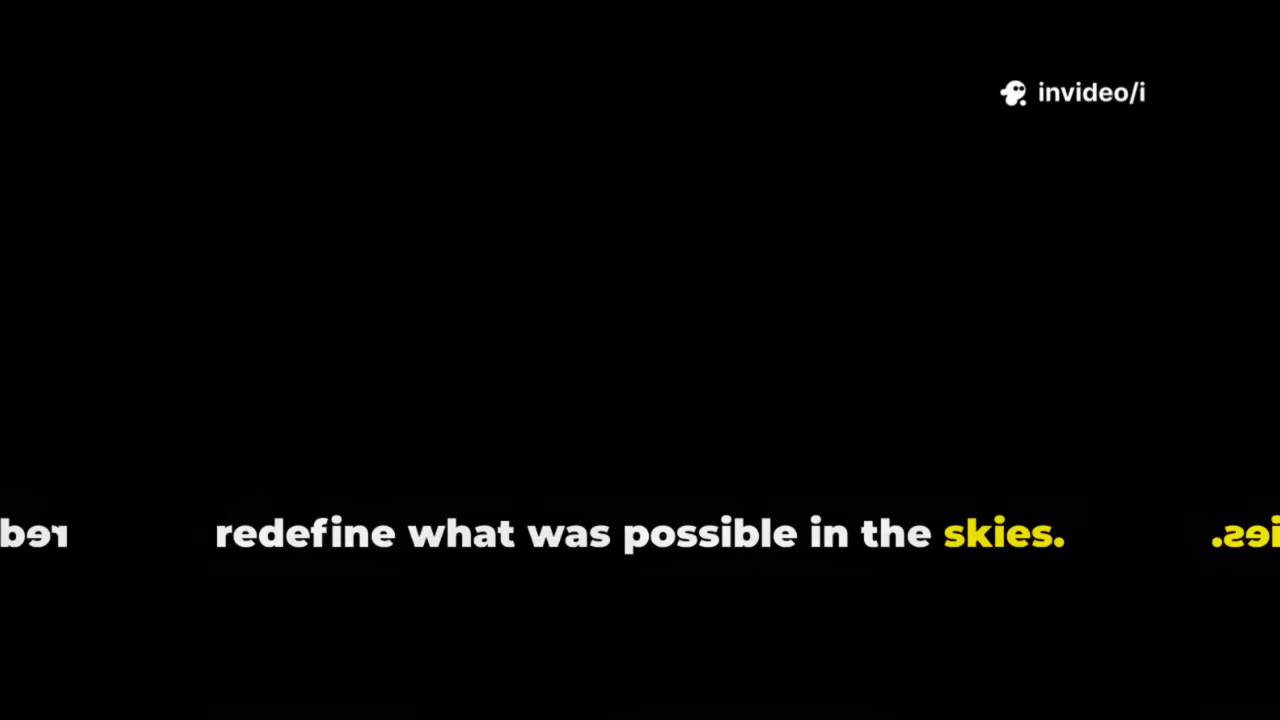 invideo/i
redefine what was possible in the skies.